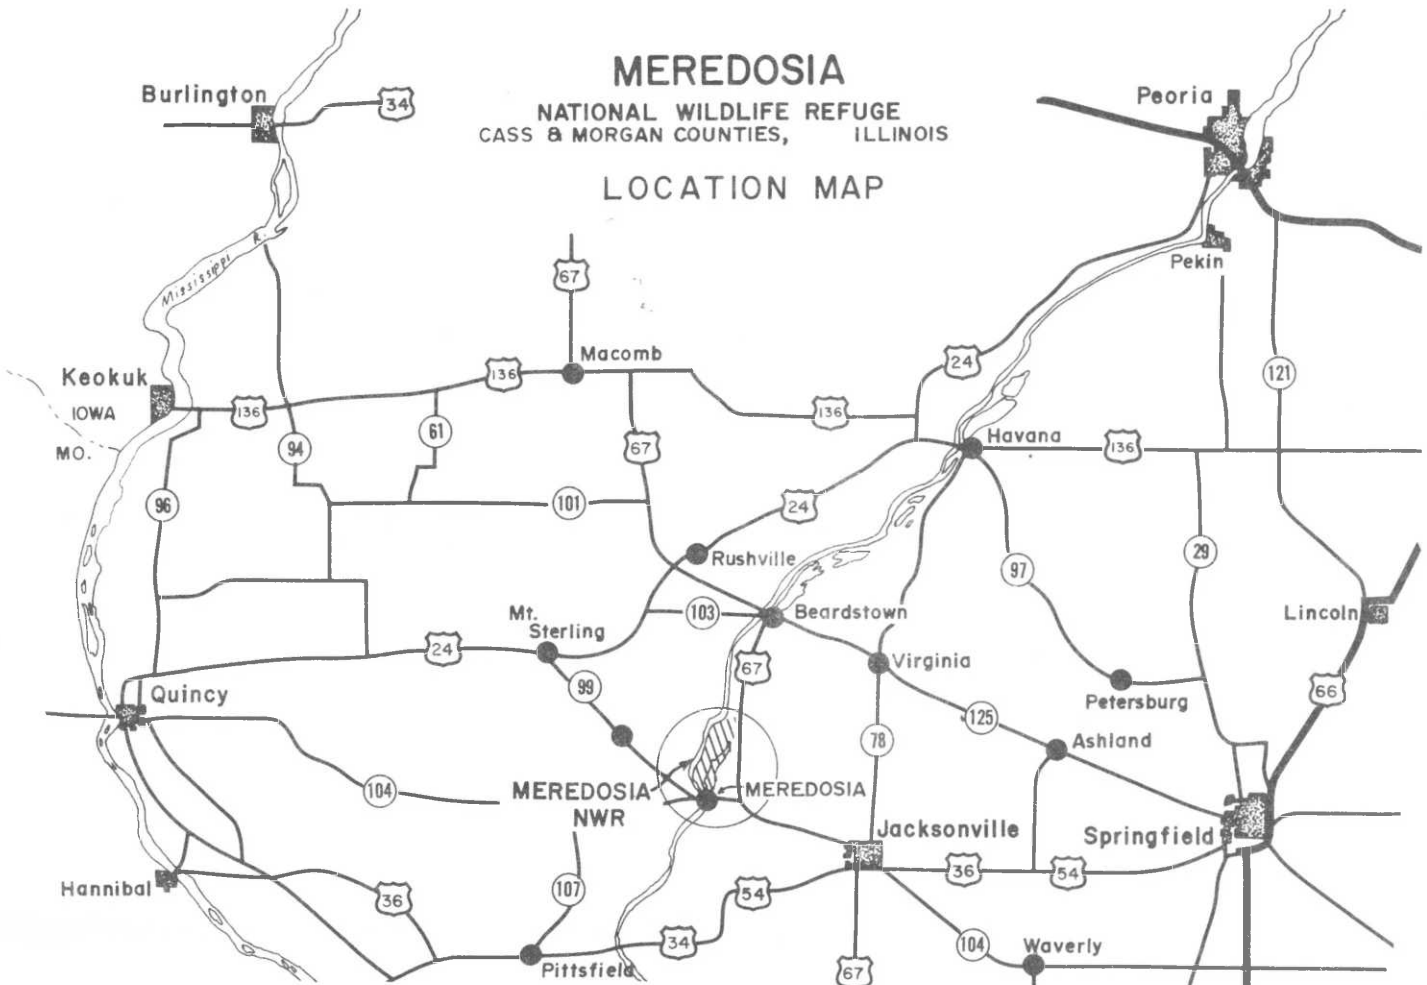 MEREDOSIA
NATIONAL WILDLIFE REFUGE
CASS & MORGAN COUNTIES, ILLINOIS
LOCATION MAP
Burlington
34
Peoria
Pekin
Mississippi R.
67
Macomb
Keokuk
IOWA
MO.
136
136
136
24
121
Havana
136
94
61
67
96
101
24
Rushville
97
29
103
Beardstown
Lincoln
Mt.
Sterling
24
67
Virginia
99
Petersburg
66
Quincy
125
78
Ashland
104
MEREDOSIA
NWR
MEREDOSIA
Jacksonville
Springfield
Hannibal
36
107
54
36
54
34
Pittsfield
104
Waverly
67